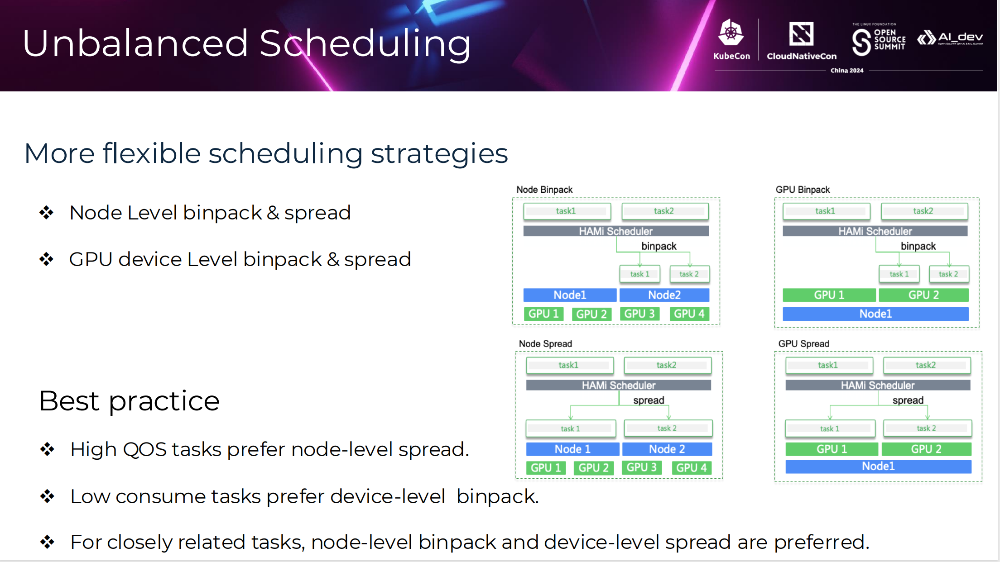 Unbalanced Scheduling
KubeCon
CloudNativeCon
THE LINUX FOUNDATION
OPEN
SOURCE
SUMMIT
AI_dev
Open Source GenAI & ML Summit
China 2024
More flexible scheduling strategies
❖ Node Level binpack & spread
❖ GPU device Level binpack & spread
Node Binpack
task1 task2
HAMi Scheduler
binpack
task 1 task 2
Node1 Node2
GPU 1 GPU 2 GPU 3 GPU 4
GPU Binpack
task1 task2
HAMi Scheduler
binpack
task 1 task 2
GPU 1 GPU 2
Node1
Node Spread
task1 task2
HAMi Scheduler
spread
task 1 task 2
Node 1 Node 2
GPU 1 GPU 2 GPU 3 GPU 4
GPU Spread
task1 task2
HAMi Scheduler
spread
task 1 task 2
GPU 1 GPU 2
Node1
Best practice
❖ High QOS tasks prefer node-level spread.
❖ Low consume tasks prefer device-level  binpack.
❖ For closely related tasks, node-level binpack and device-level spread are preferred.